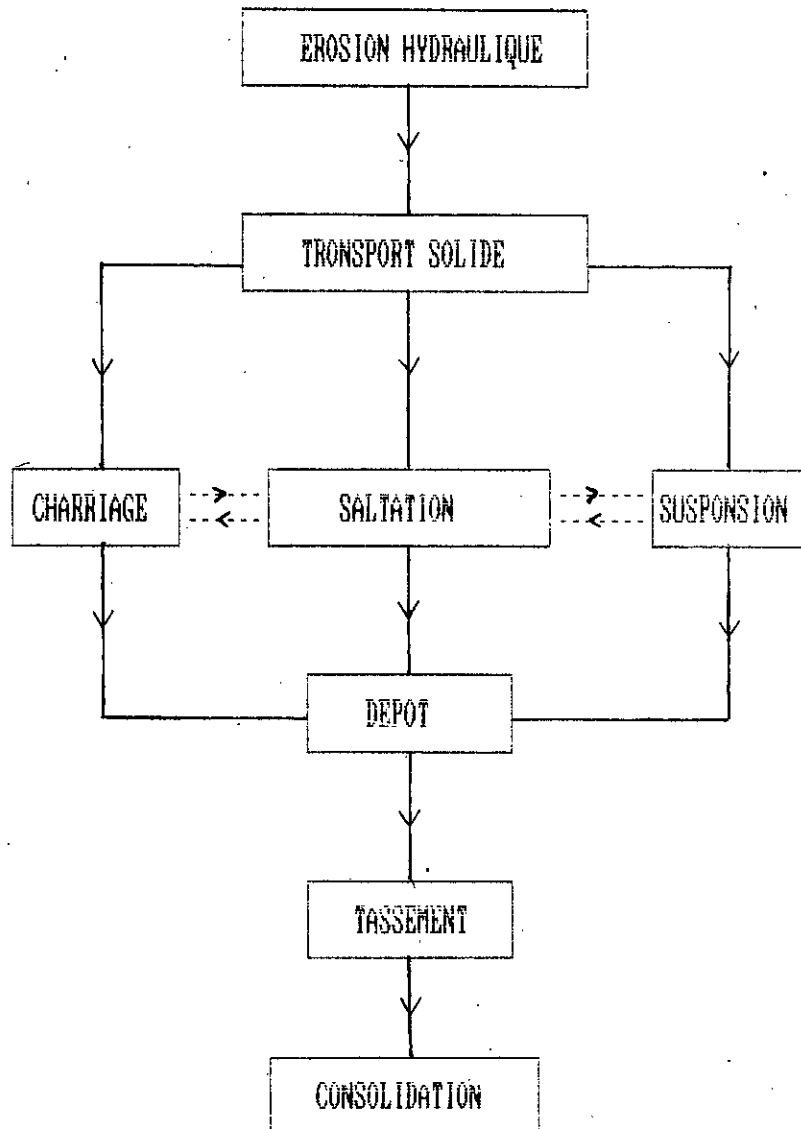 EROSION HYDRAULIQUE
TRONSPORT SOLIDE
CHARRIAGE
SALTATION
SUSPONSION
DEPOT
TASSEMENT
CONSOLIDATION